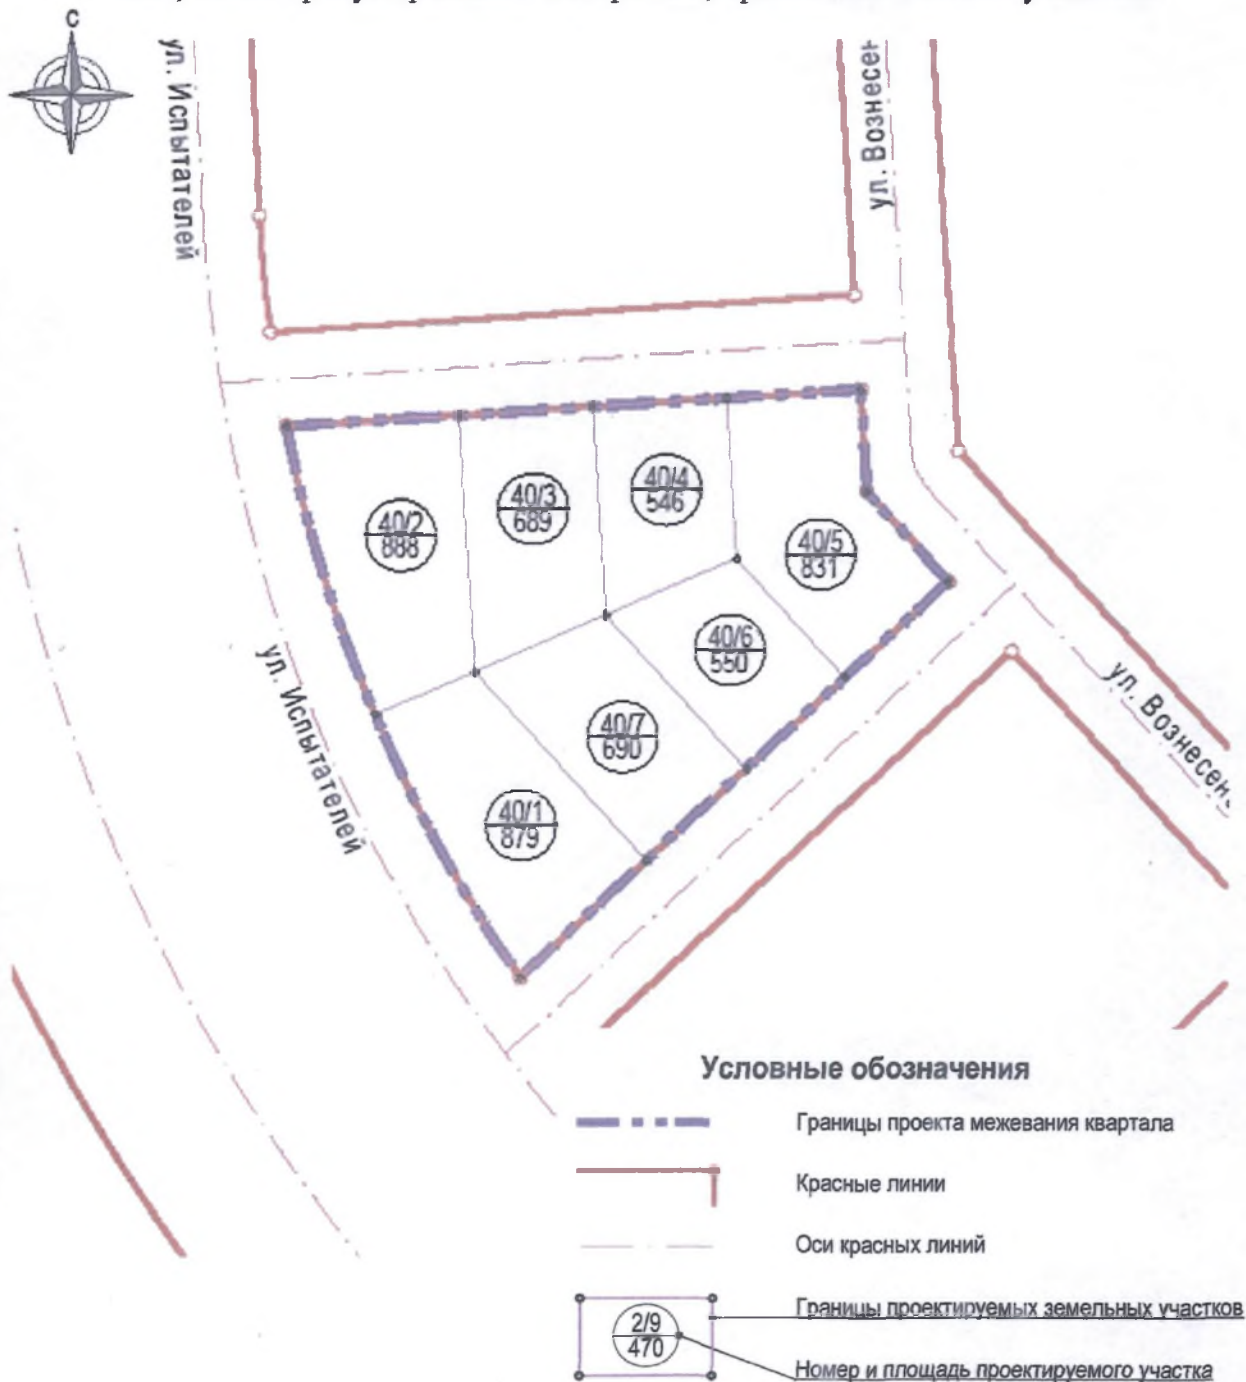 С
ул. Испытателей
ул. Вознесен
40/2
888
40/3
689
40/4
546
40/5
831
40/6
550
40/7
690
40/1
879
ул. Испытателей
ул. Вознесен
Условные обозначения
Границы проекта межевания квартала
Красные линии
Оси красных линий
Границы проектируемых земельных участков
2/9
470
Номер и площадь проектируемого участка